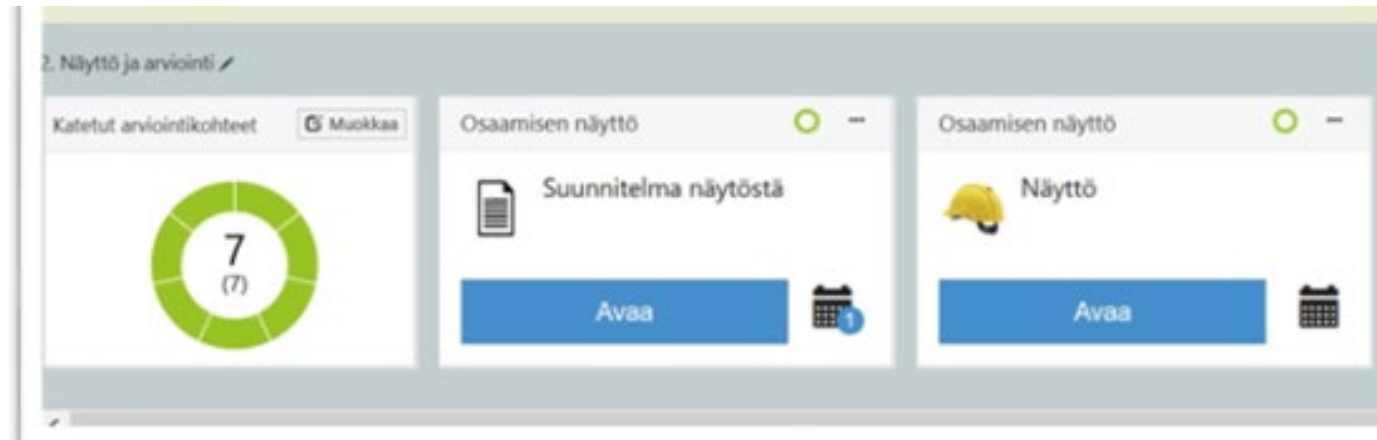 2. Näyttö ja arviointi
Katetut arviointikohteet
Muokkaa
7
(7)
Osaamisen näyttö
Suunnitelma näytöstä
Avaa
1
Osaamisen näyttö
Näyttö
Avaa